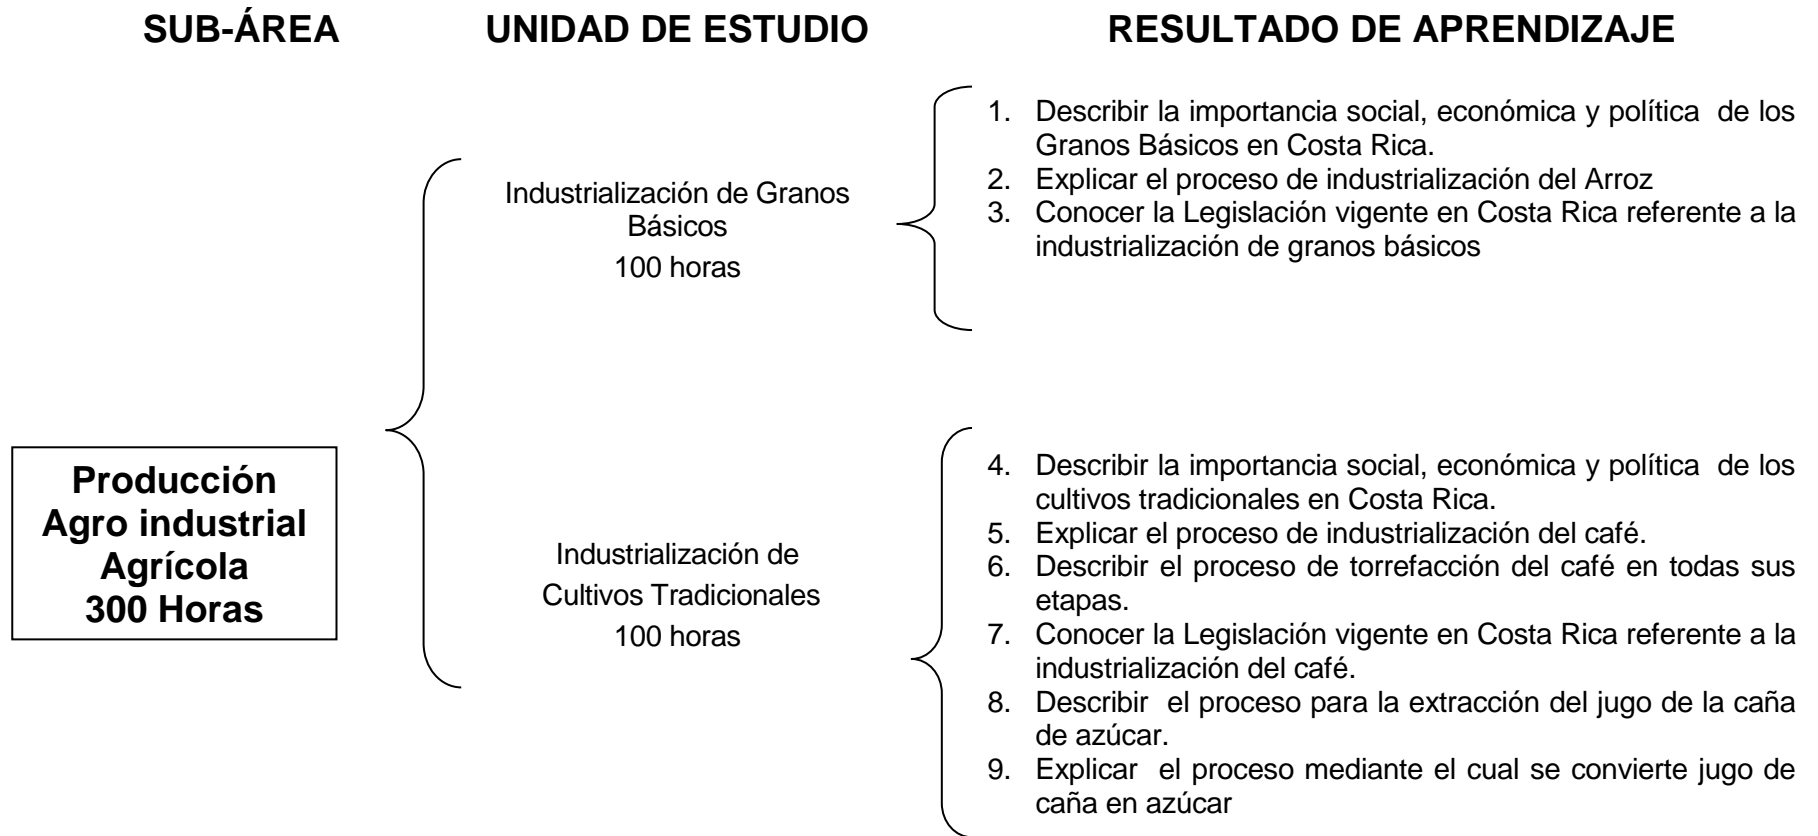 SUB-ÁREA UNIDAD DE ESTUDIO RESULTADO DE APRENDIZAJE
Producción
Agro industrial
Agrícola
300 Horas
Industrialización de Granos
Básicos
100 horas
1. Describir la importancia social, económica y política de los
Granos Básicos en Costa Rica.
2. Explicar el proceso de industrialización del Arroz
3. Conocer la Legislación vigente en Costa Rica referente a la
industrialización de granos básicos
Industrialización de
Cultivos Tradicionales
100 horas
4. Describir la importancia social, económica y política de los
cultivos tradicionales en Costa Rica.
5. Explicar el proceso de industrialización del café.
6. Describir el proceso de torrefacción del café en todas sus
etapas.
7. Conocer la Legislación vigente en Costa Rica referente a la
industrialización del café.
8. Describir el proceso para la extracción del jugo de la caña
de azúcar.
9. Explicar el proceso mediante el cual se convierte jugo de
caña en azúcar